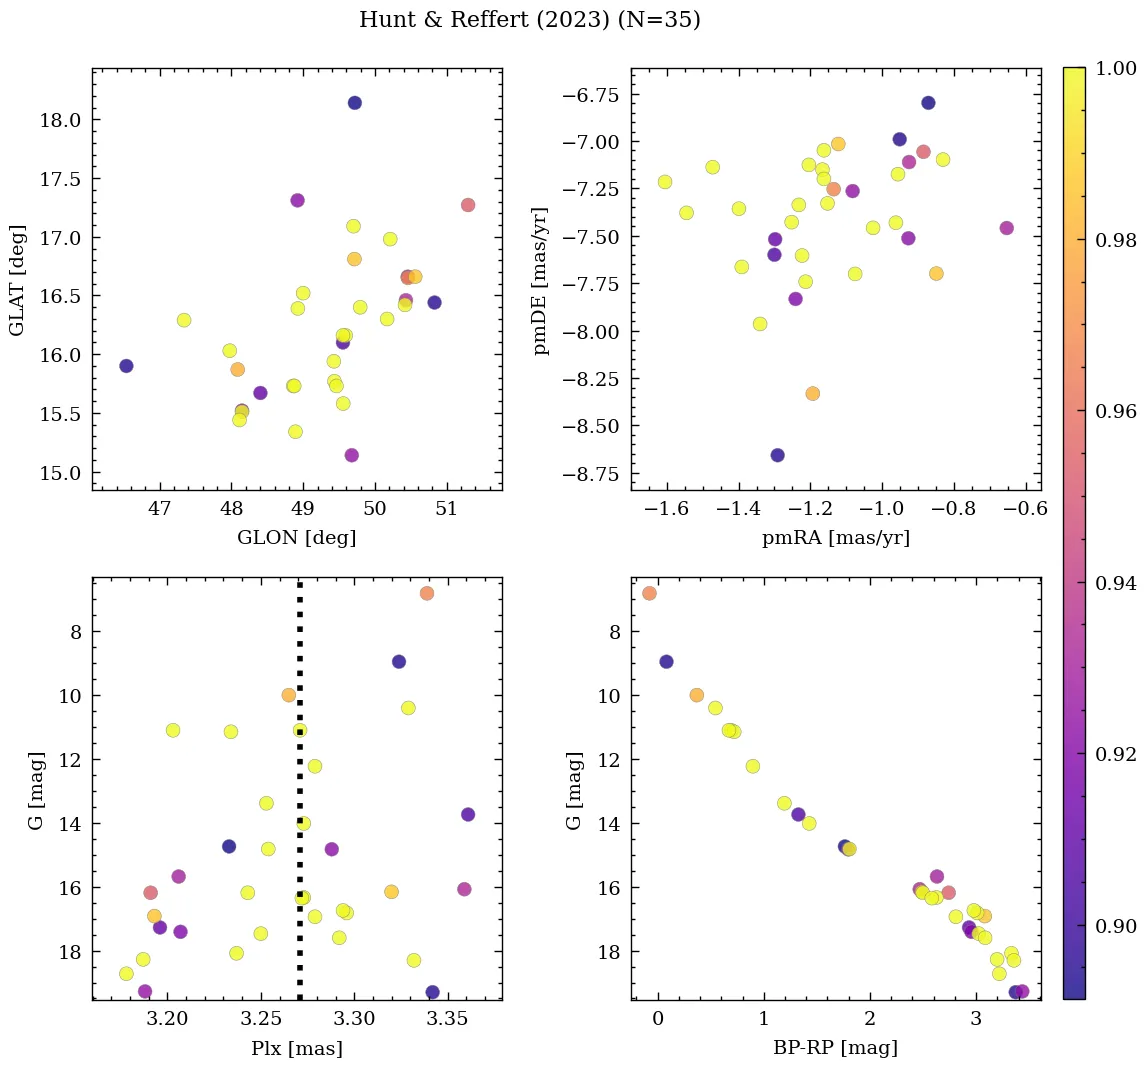 Hunt & Reffert (2023) (N=35)
18.0
17.5
17.0
16.5
16.0
15.5
15.0
GLAT [deg]
47 48 49 50 51
GLON [deg]
−6.75
−7.00
−7.25
−7.50
−7.75
−8.00
−8.25
−8.50
−8.75
pmDE [mas/yr]
−1.6 −1.4 −1.2 −1.0 −0.8 −0.6
pmRA [mas/yr]
8
10
12
14
16
18
G [mag]
3.20 3.25 3.30 3.35
Plx [mas]
8
10
12
14
16
18
G [mag]
0 1 2 3
BP-RP [mag]
1.00
0.98
0.96
0.94
0.92
0.90